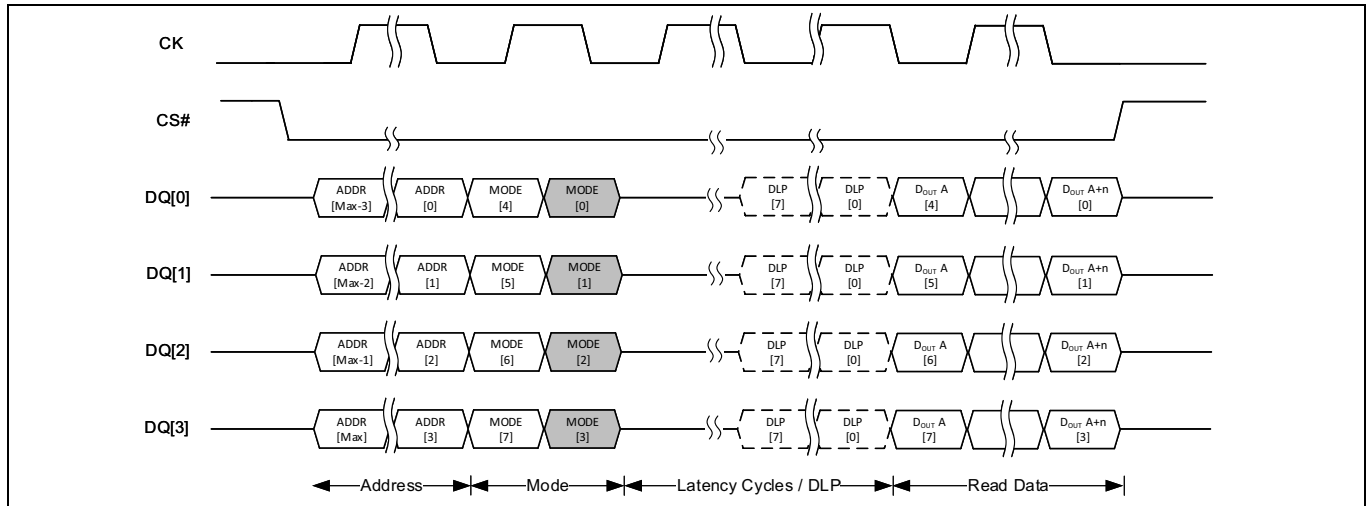 CK
CS#
DQ[0] ADDR [Max-3] ADDR [0] MODE [4] MODE [0] DLP [7] DLP [0] DOUT A [4] DOUT A+n [0]
DQ[1] ADDR [Max-2] ADDR [1] MODE [5] MODE [1] DLP [7] DLP [0] DOUT A [5] DOUT A+n [1]
DQ[2] ADDR [Max-1] ADDR [2] MODE [6] MODE [2] DLP [7] DLP [0] DOUT A [6] DOUT A+n [2]
DQ[3] ADDR [Max] ADDR [3] MODE [7] MODE [3] DLP [7] DLP [0] DOUT A [7] DOUT A+n [3]
Address Mode Latency Cycles / DLP Read Data